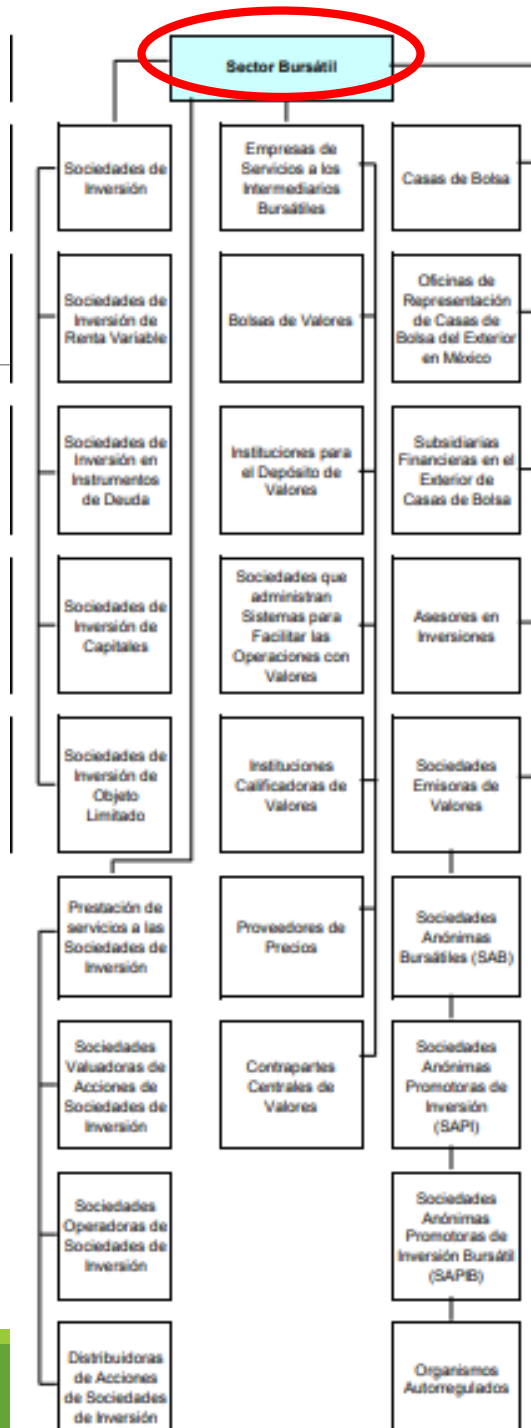 Sector Bursátil
Sociedades de
Inversión
Sociedades de
Inversión de
Renta Variable
Sociedades de
Inversión en
Instrumentos
de Deuda
Sociedades de
Inversión de
Capitales
Sociedades de
Inversión de
Objeto
Limitado
Prestación de
servicios a las
Sociedades de
Inversión
Sociedades
Valuadoras de
Acciones de
Sociedades de
Inversión
Sociedades
Operadoras de
Sociedades de
Inversión
Distribuidoras
de Acciones
de Sociedades
de Inversión
Empresas de
Servicios a los
Intermediarios
Bursátiles
Bolsas de Valores
Instituciones para
el Depósito de
Valores
Sociedades que
administran
Sistemas para
Facilitar las
Operaciones con
Valores
Instituciones
Calificadoras de
Valores
Proveedores de
Precios
Contrapartes
Centrales de
Valores
Casas de Bolsa
Oficinas de
Representación
de Casas de
Bolsa del Exterior
en México
Subsidiarias
Financieras en el
Exterior de
Casas de Bolsa
Asesores en
Inversiones
Sociedades
Emisoras de
Valores
Sociedades
Anónimas
Bursátiles (SAB)
Sociedades
Anónimas
Promotoras de
Inversión
(SAPI)
Sociedades
Anónimas
Promotoras de
Inversión Bursátil
(SAPIB)
Organismos
Autorregulados